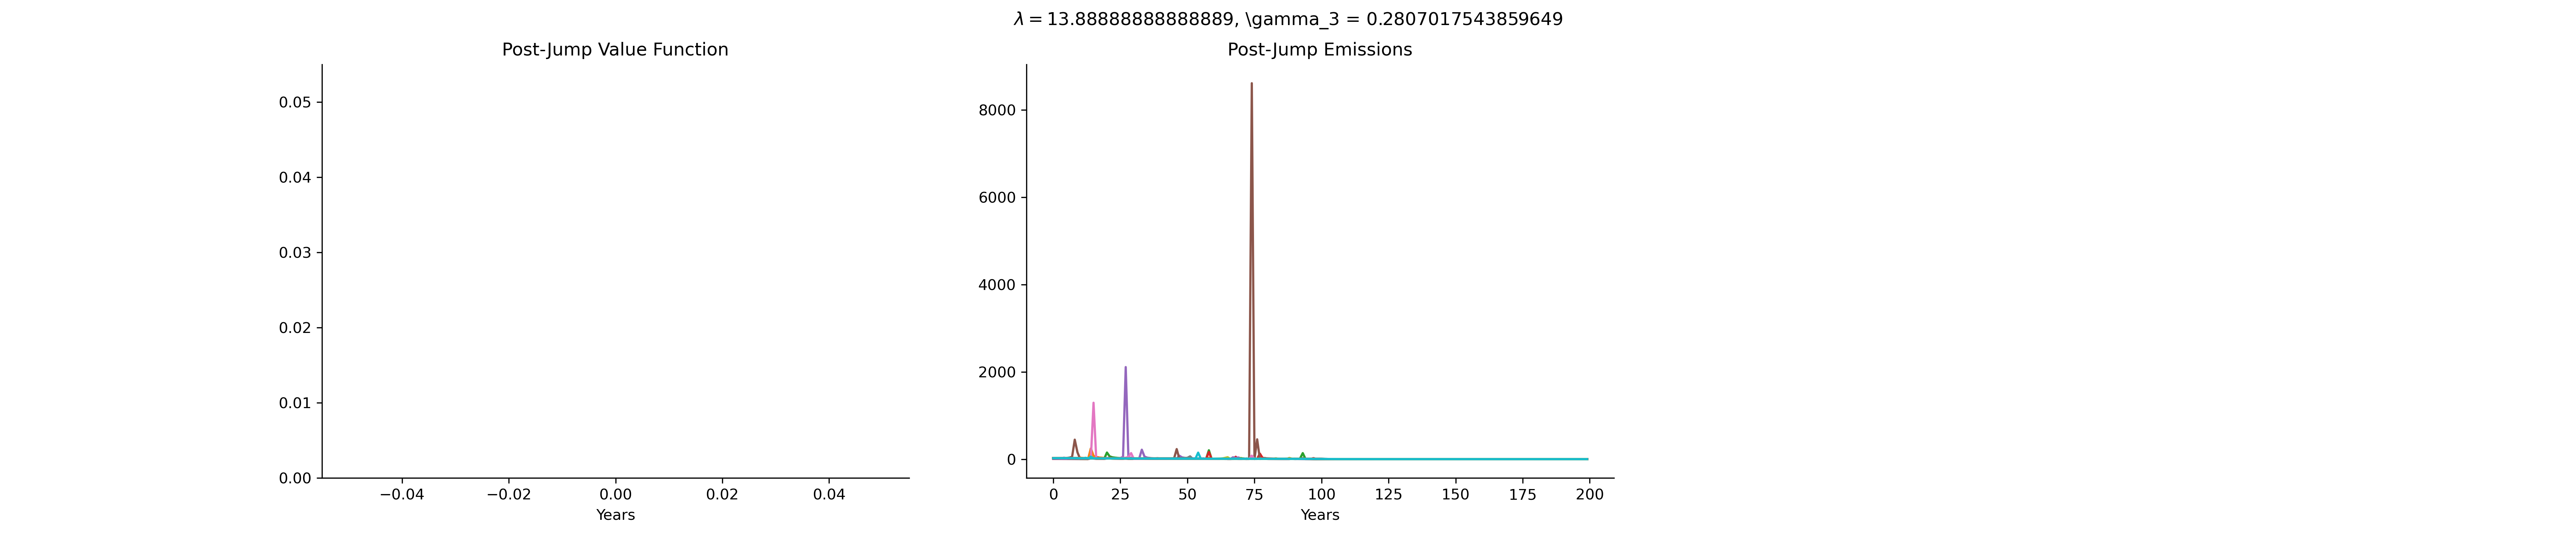 λ = 13.88888888888889, \gamma_3 = 0.2807017543859649
Post-Jump Value Function
0.05
0.04
0.03
0.02
0.01
0.00
−0.04 −0.02 0.00 0.02 0.04
Years
Post-Jump Emissions
8000
6000
4000
2000
0
0 25 50 75 100 125 150 175 200
Years